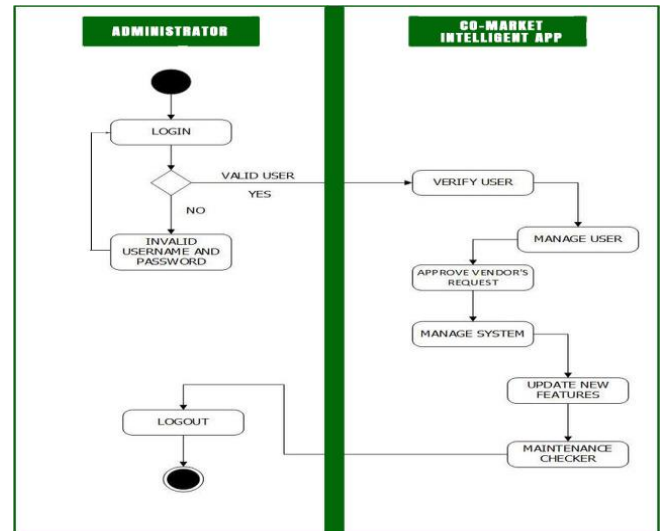 ADMINISTRATOR
CO-MARKET
INTELLIGENT APP
LOGIN
VALID USER
YES
VERIFY USER
NO
INVALID
USERNAME AND
PASSWORD
MANAGE USER
APPROVE VENDOR'S
REQUEST
MANAGE SYSTEM
UPDATE NEW
FEATURES
LOGOUT
MAINTENANCE
CHECKER